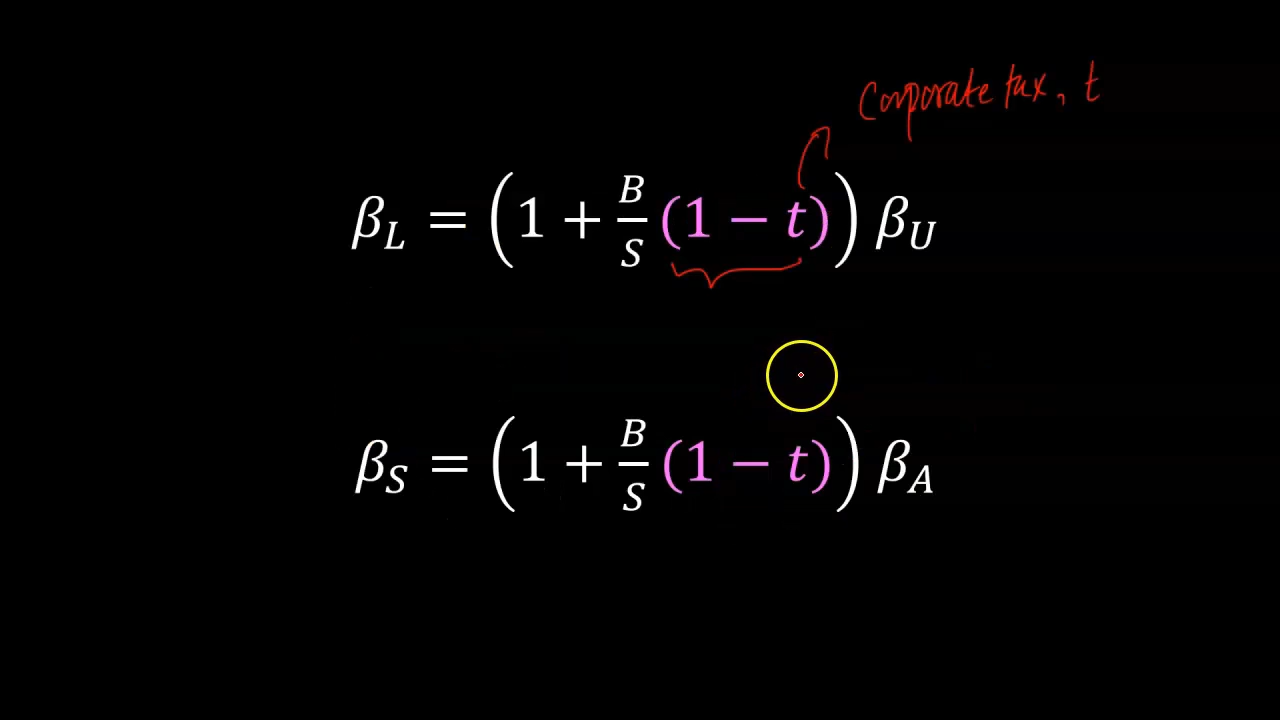 Corporate tax, t
β_L = (1 + B/S (1 − t)) β_U
β_S = (1 + B/S (1 − t)) β_A